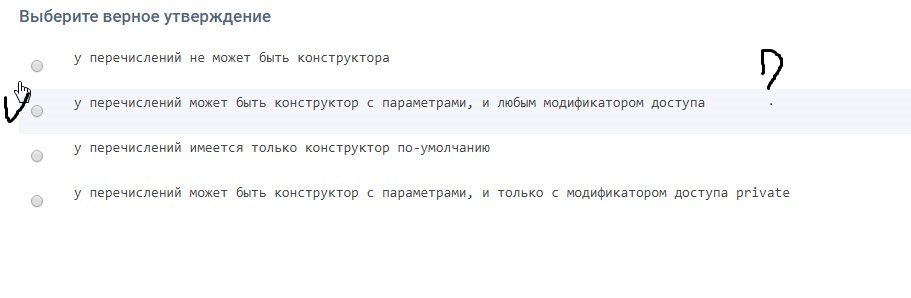 Выберите верное утверждение
у перечислений не может быть конструктора
у перечислений может быть конструктор с параметрами, и любым модификатором доступа ?
у перечислений имеется только конструктор по-умолчанию
у перечислений может быть конструктор с параметрами, и только с модификатором доступа private